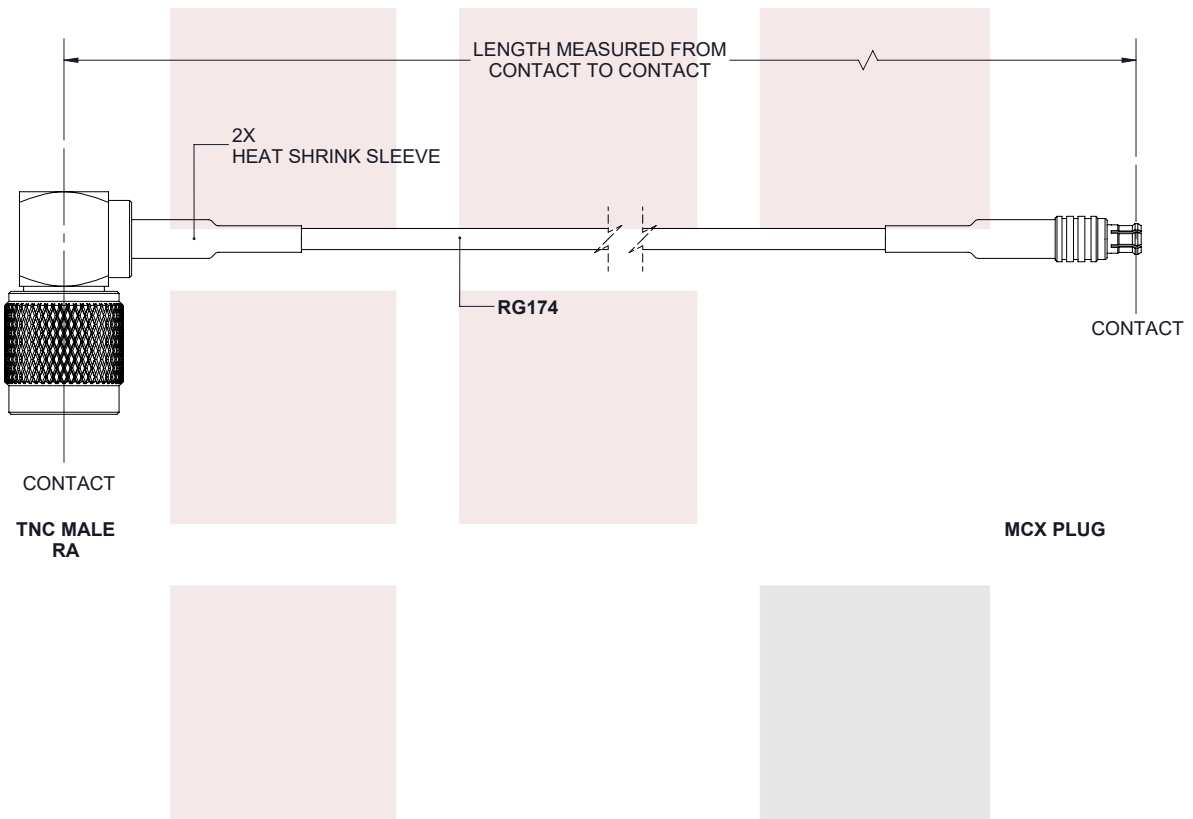 LENGTH MEASURED FROM
CONTACT TO CONTACT
2X
HEAT SHRINK SLEEVE
RG174
CONTACT
CONTACT
TNC MALE
RA
MCX PLUG